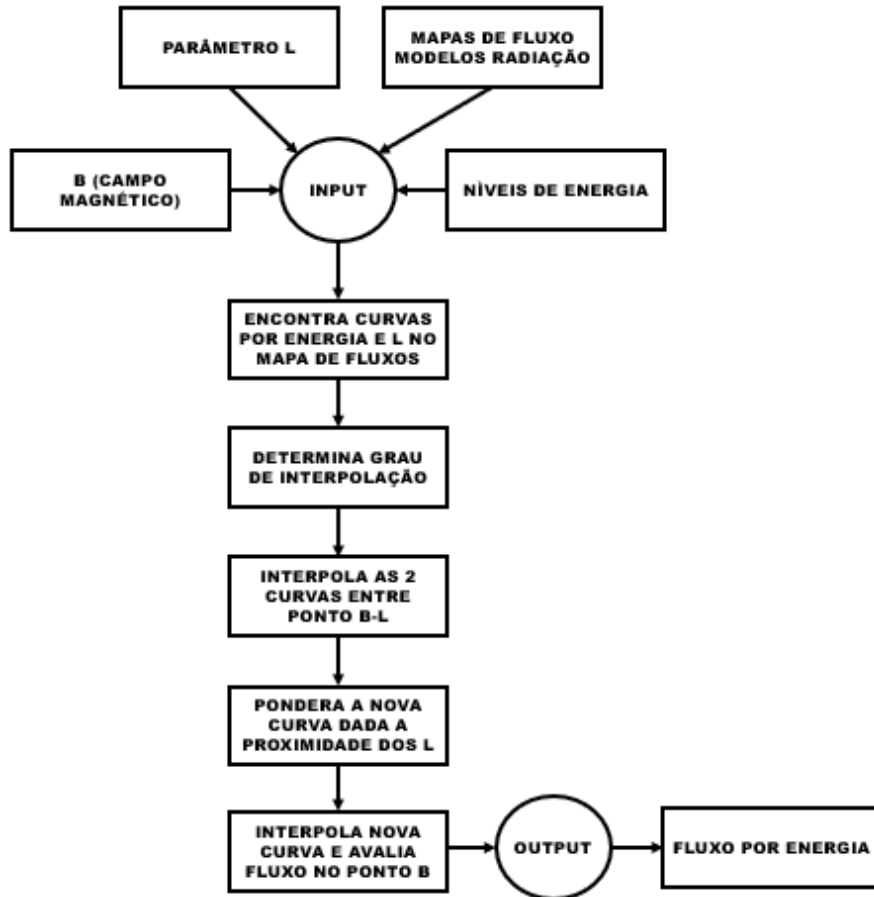 PARÂMETRO L
MAPAS DE FLUXO
MODELOS RADIAÇÃO
B (CAMPO
MAGNÉTICO)
INPUT
NÌVEIS DE ENERGIA
ENCONTRA CURVAS
POR ENERGIA E L NO
MAPA DE FLUXOS
DETERMINA GRAU
DE INTERPOLAÇÃO
INTERPOLA AS 2
CURVAS ENTRE
PONTO B-L
PONDERA A NOVA
CURVA DADA A
PROXIMIDADE DOS L
INTERPOLA NOVA
CURVA E AVALIA
FLUXO NO PONTO B
OUTPUT
FLUXO POR ENERGIA